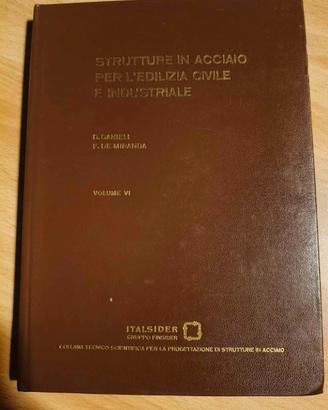 STRUTTURE IN ACCIAIO
PER L'EDILIZIA CIVILE
E INDUSTRIALE
D. DANIELI
F. DE MIRANDA
VOLUME VI
ITALSIDER
GRUPPO FINSIDER
COLLANA TECNICO SCIENTIFICA PER LA PROGETTAZIONE DI STRUTTURE IN ACCIAIO